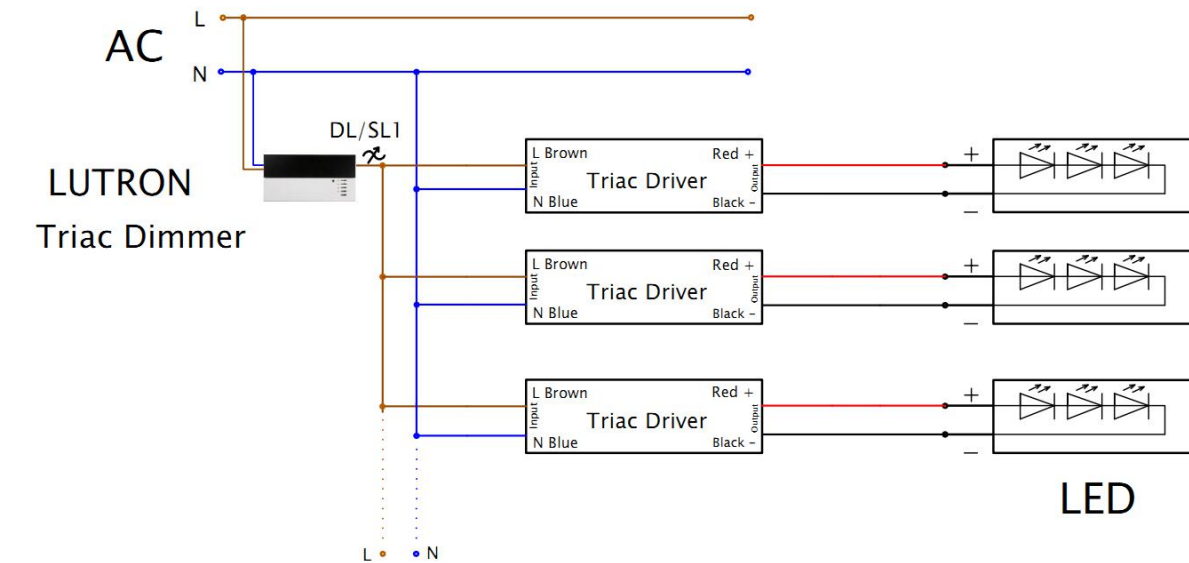 L
AC
N
DL/SL1
LUTRON
Triac Dimmer
L Brown
Red +
Input
Triac Driver
Output
N Blue
Black -
+
-
L Brown
Red +
Input
Triac Driver
Output
N Blue
Black -
+
-
L Brown
Red +
Input
Triac Driver
Output
N Blue
Black -
+
-
LED
L
N